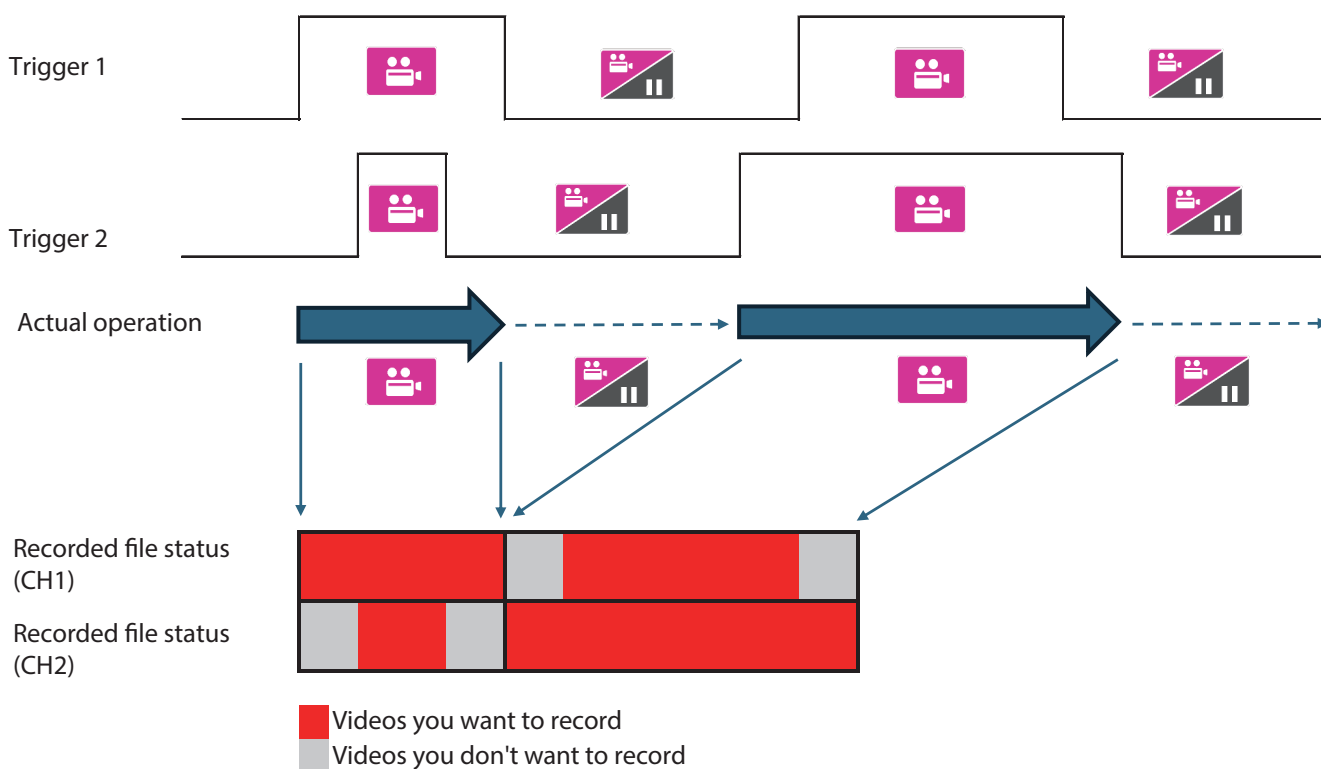 Trigger 1
Trigger 2
Actual operation
Recorded file status
(CH1)
Recorded file status
(CH2)
Videos you want to record
Videos you don't want to record